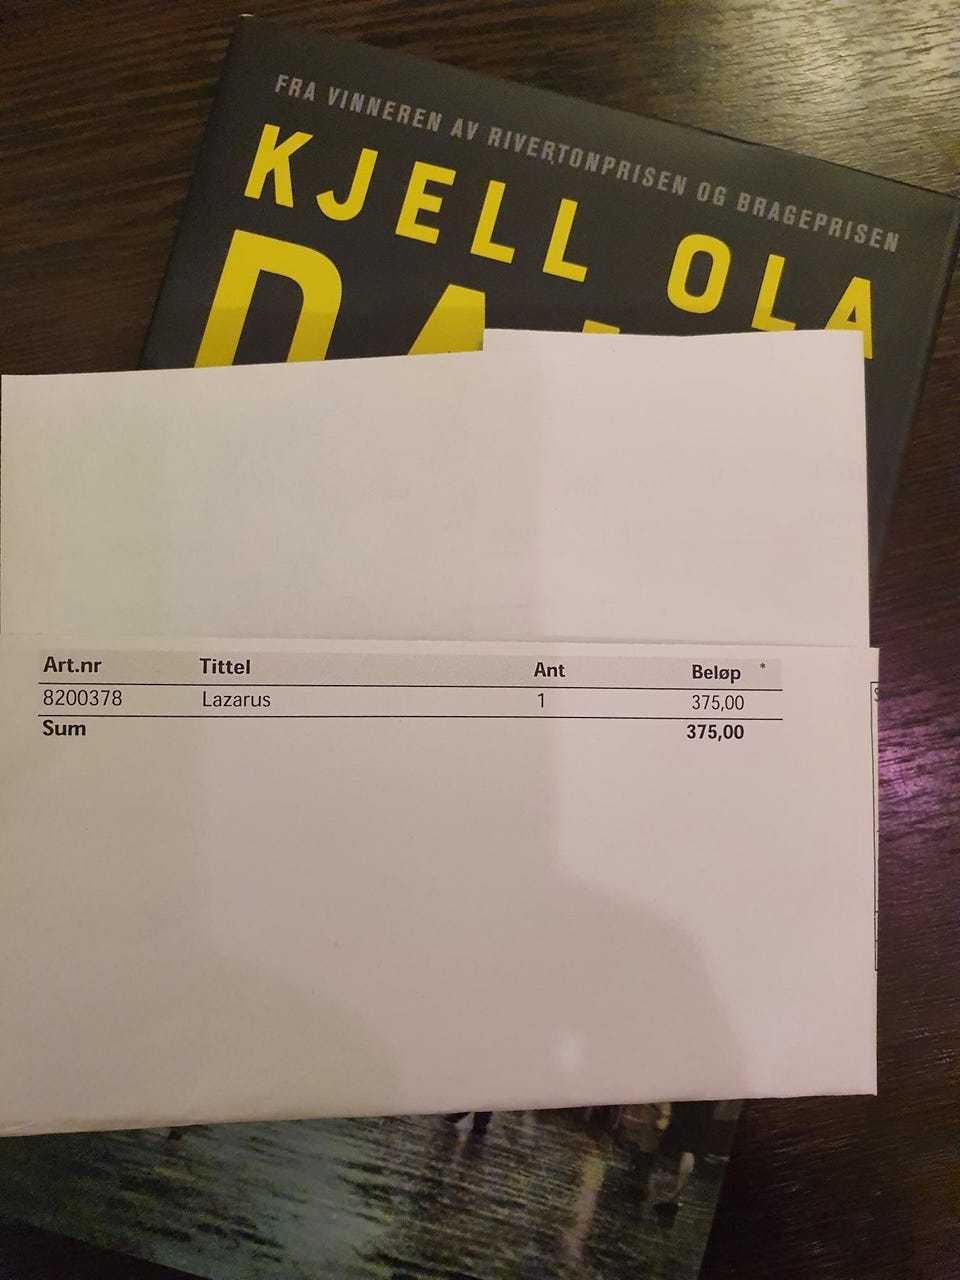 FRA VINNEREN AV RIVERTONPRISEN OG BRAGEPRISEN
KJELL OLA
Art.nr Tittel Ant Beløp *
8200378 Lazarus 1 375,00
Sum 375,00